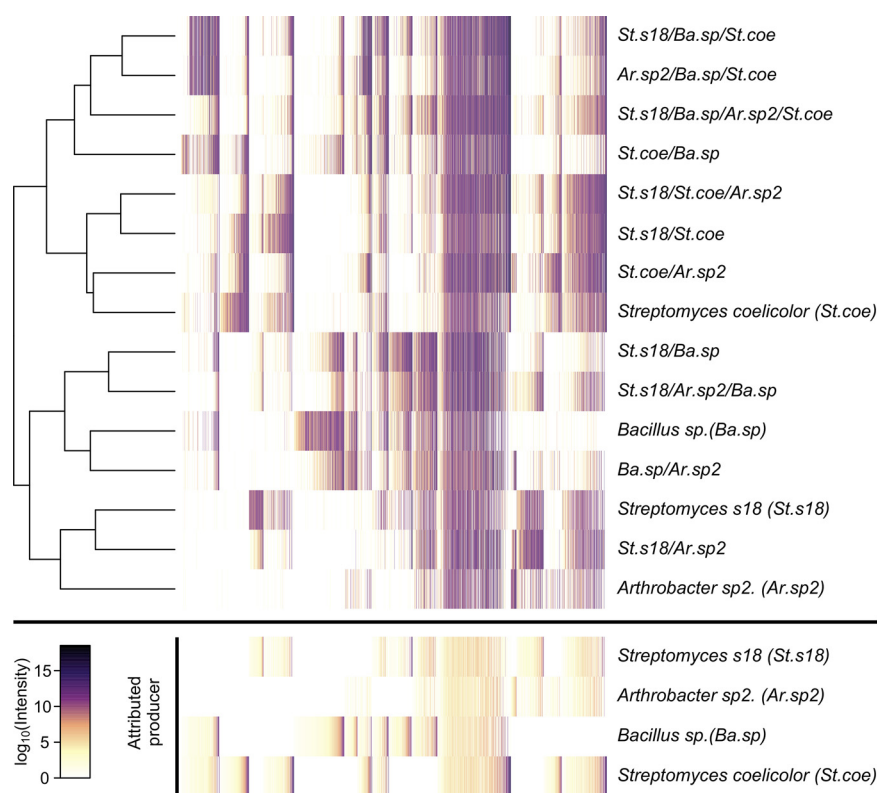 St.s18/Ba.sp/St.coe
Ar.sp2/Ba.sp/St.coe
St.s18/Ba.sp/Ar.sp2/St.coe
St.coe/Ba.sp
St.s18/St.coe/Ar.sp2
St.s18/St.coe
St.coe/Ar.sp2
Streptomyces coelicolor (St.coe)
St.s18/Ba.sp
St.s18/Ar.sp2/Ba.sp
Bacillus sp.(Ba.sp)
Ba.sp/Ar.sp2
Streptomyces s18 (St.s18)
St.s18/Ar.sp2
Arthrobacter sp2. (Ar.sp2)
log10(Intensity)
15
10
5
0
Attributed
producer
Streptomyces s18 (St.s18)
Arthrobacter sp2. (Ar.sp2)
Bacillus sp.(Ba.sp)
Streptomyces coelicolor (St.coe)